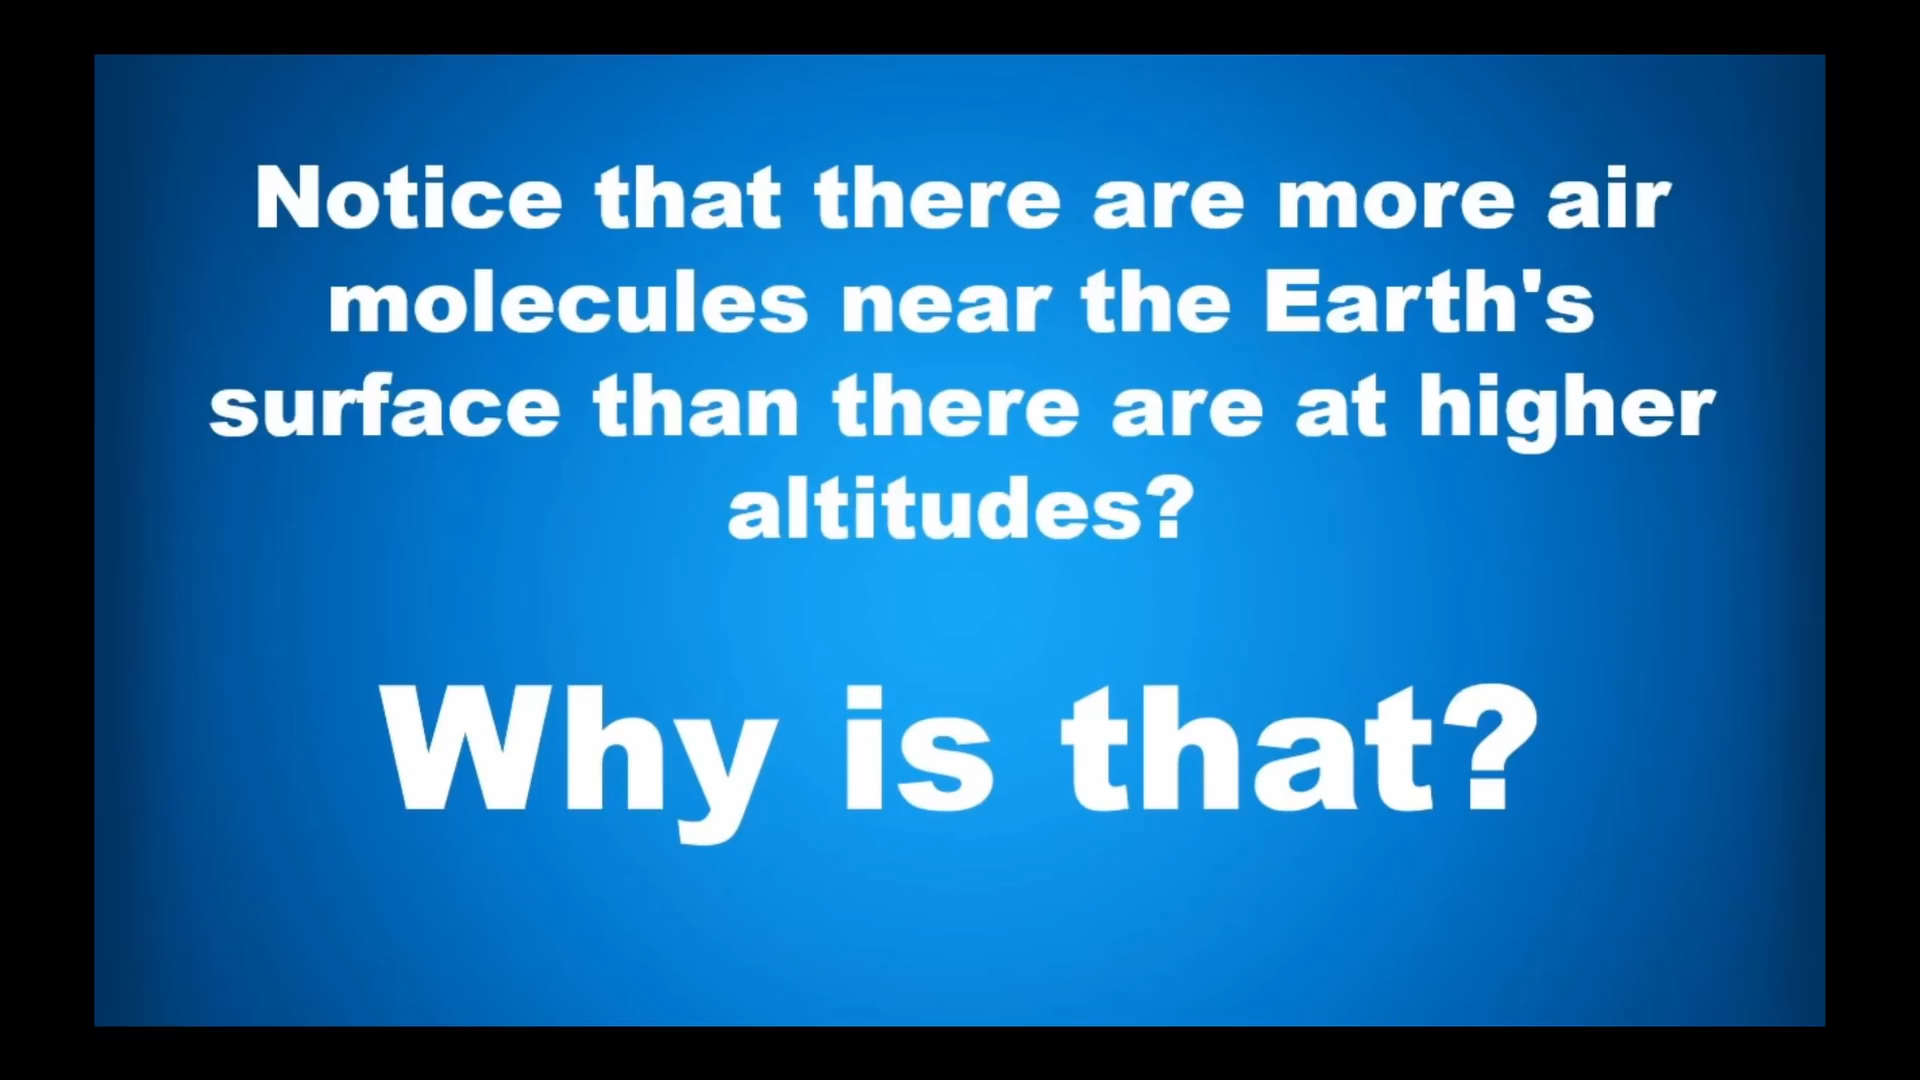 Notice that there are more air
molecules near the Earth's
surface than there are at higher
altitudes?
Why is that?